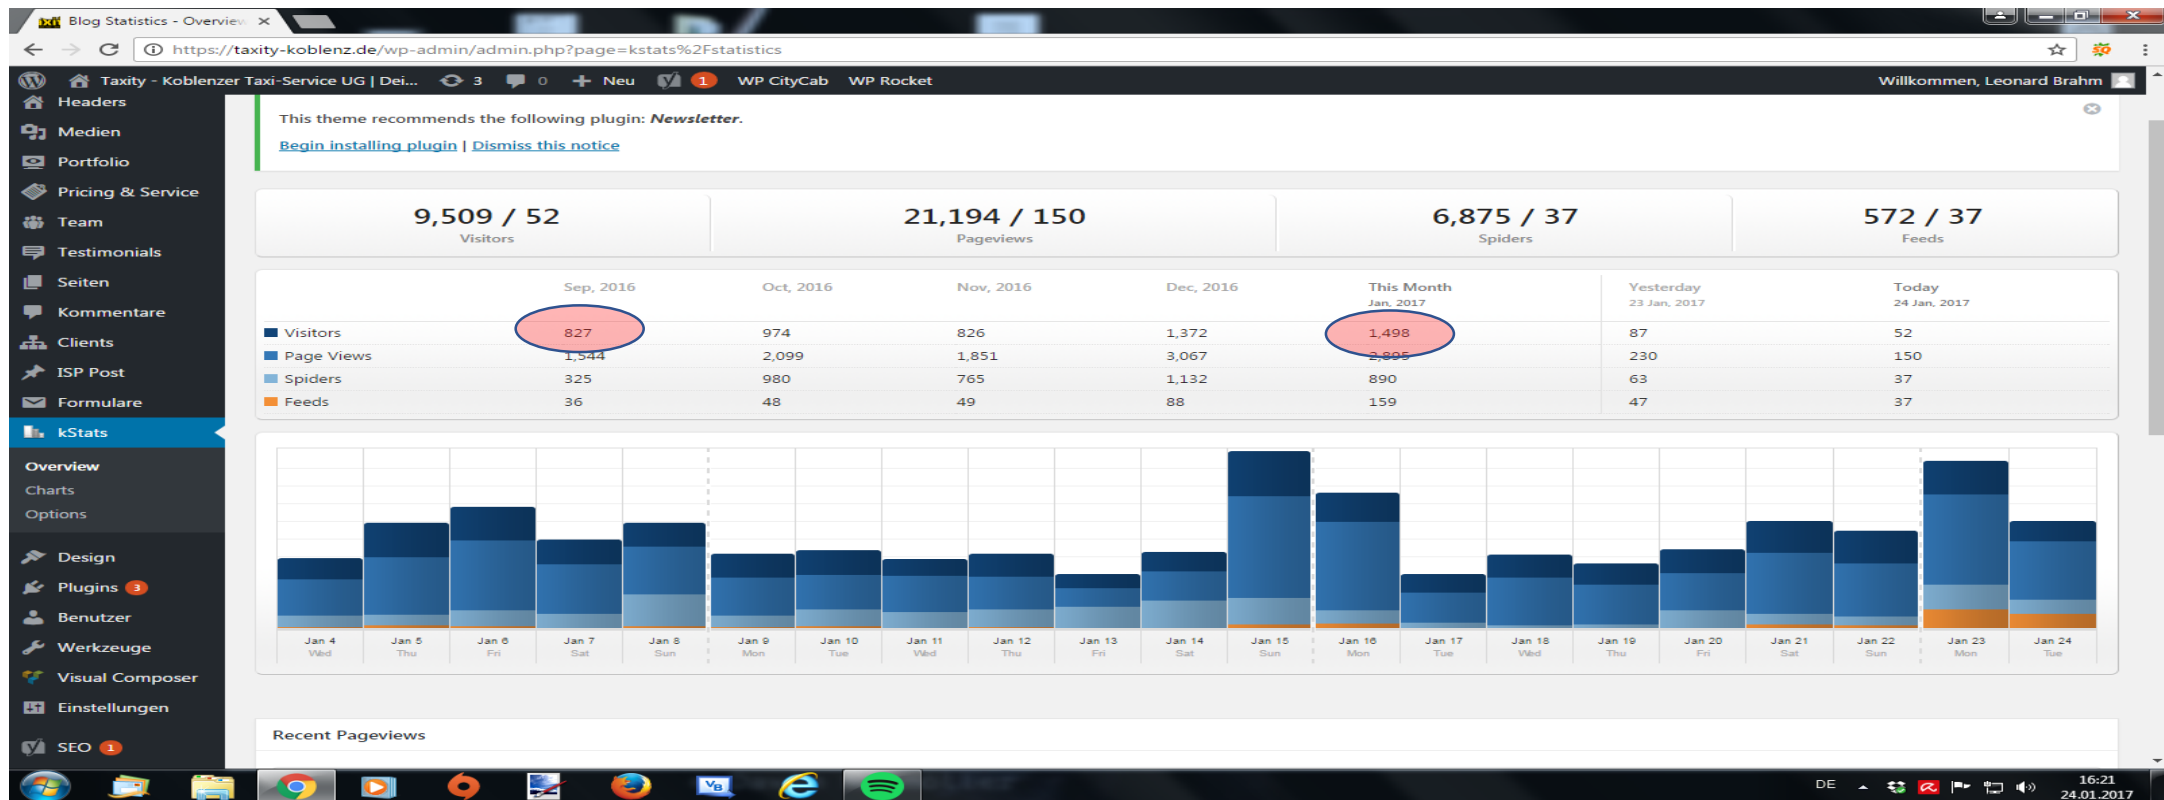 Blog Statistics - Overview
https://taxity-koblenz.de/wp-admin/admin.php?page=kstats%2Fstatistics
Taxity - Koblenzer Taxi-Service UG | Dei... 3 0 + Neu 1 WP CityCab WP Rocket Willkommen, Leonard Brahm
Headers
Medien
Portfolio
Pricing & Service
Team
Testimonials
Seiten
Kommentare
Clients
ISP Post
Formulare
kStats
Overview
Charts
Options
Design
Plugins 3
Benutzer
Werkzeuge
Visual Composer
Einstellungen
SEO 1
This theme recommends the following plugin: Newsletter.
Begin installing plugin | Dismiss this notice
9,509 / 52 21,194 / 150 6,875 / 37 572 / 37
Visitors Pageviews Spiders Feeds
Sep, 2016 Oct, 2016 Nov, 2016 Dec, 2016 This Month Yesterday Today
Jan, 2017 23 Jan, 2017 24 Jan, 2017
Visitors 827 974 826 1,372 1,498 87 52
Page Views 1,544 2,099 1,851 3,067 2,895 230 150
Spiders 325 980 765 1,132 890 63 37
Feeds 36 48 49 88 159 47 37
Jan 4 Jan 5 Jan 6 Jan 7 Jan 8 Jan 9 Jan 10 Jan 11 Jan 12 Jan 13 Jan 14 Jan 15 Jan 16 Jan 17 Jan 18 Jan 19 Jan 20 Jan 21 Jan 22 Jan 23 Jan 24
Wed Thu Fri Sat Sun Mon Tue Wed Thu Fri Sat Sun Mon Tue Wed Thu Fri Sat Sun Mon Tue
Recent Pageviews
DE 16:21
24.01.2017